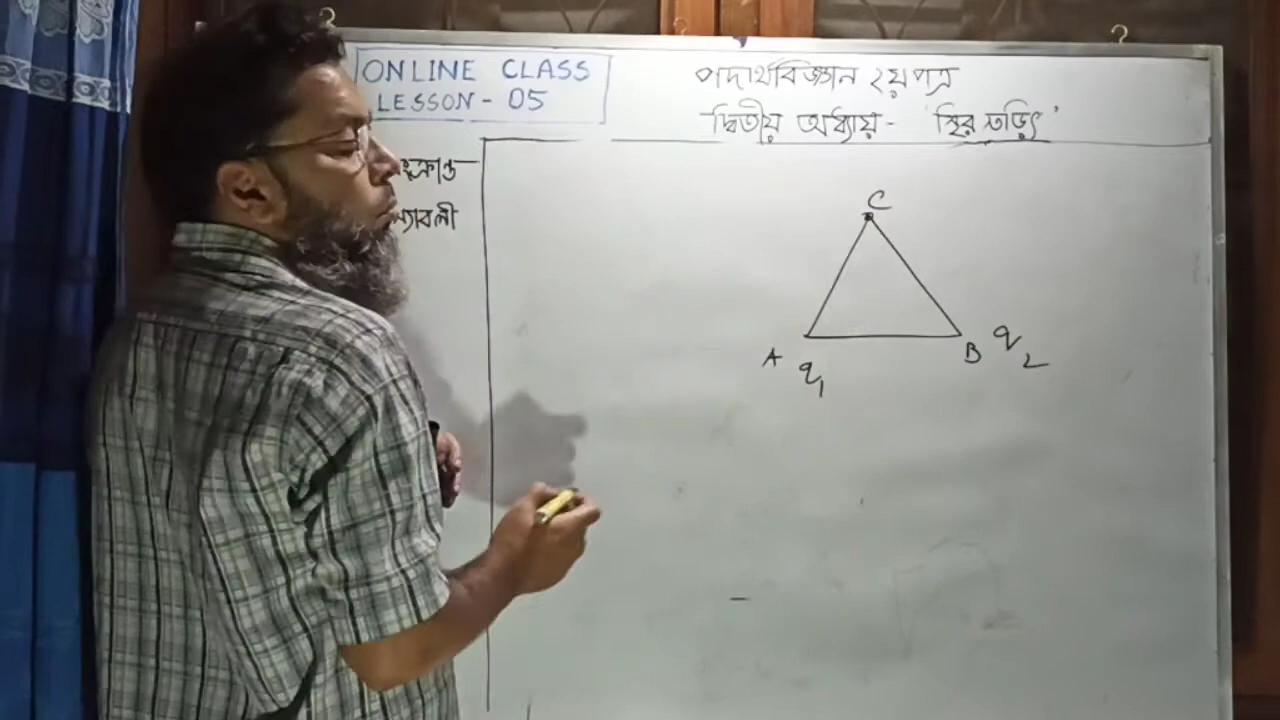 ONLINE CLASS
LESSON - 05
পদার্থবিজ্ঞান ২য় পত্র
দ্বিতীয় অধ্যায় - 'স্থির তড়িৎ'
C
A
B
q₁
q₂